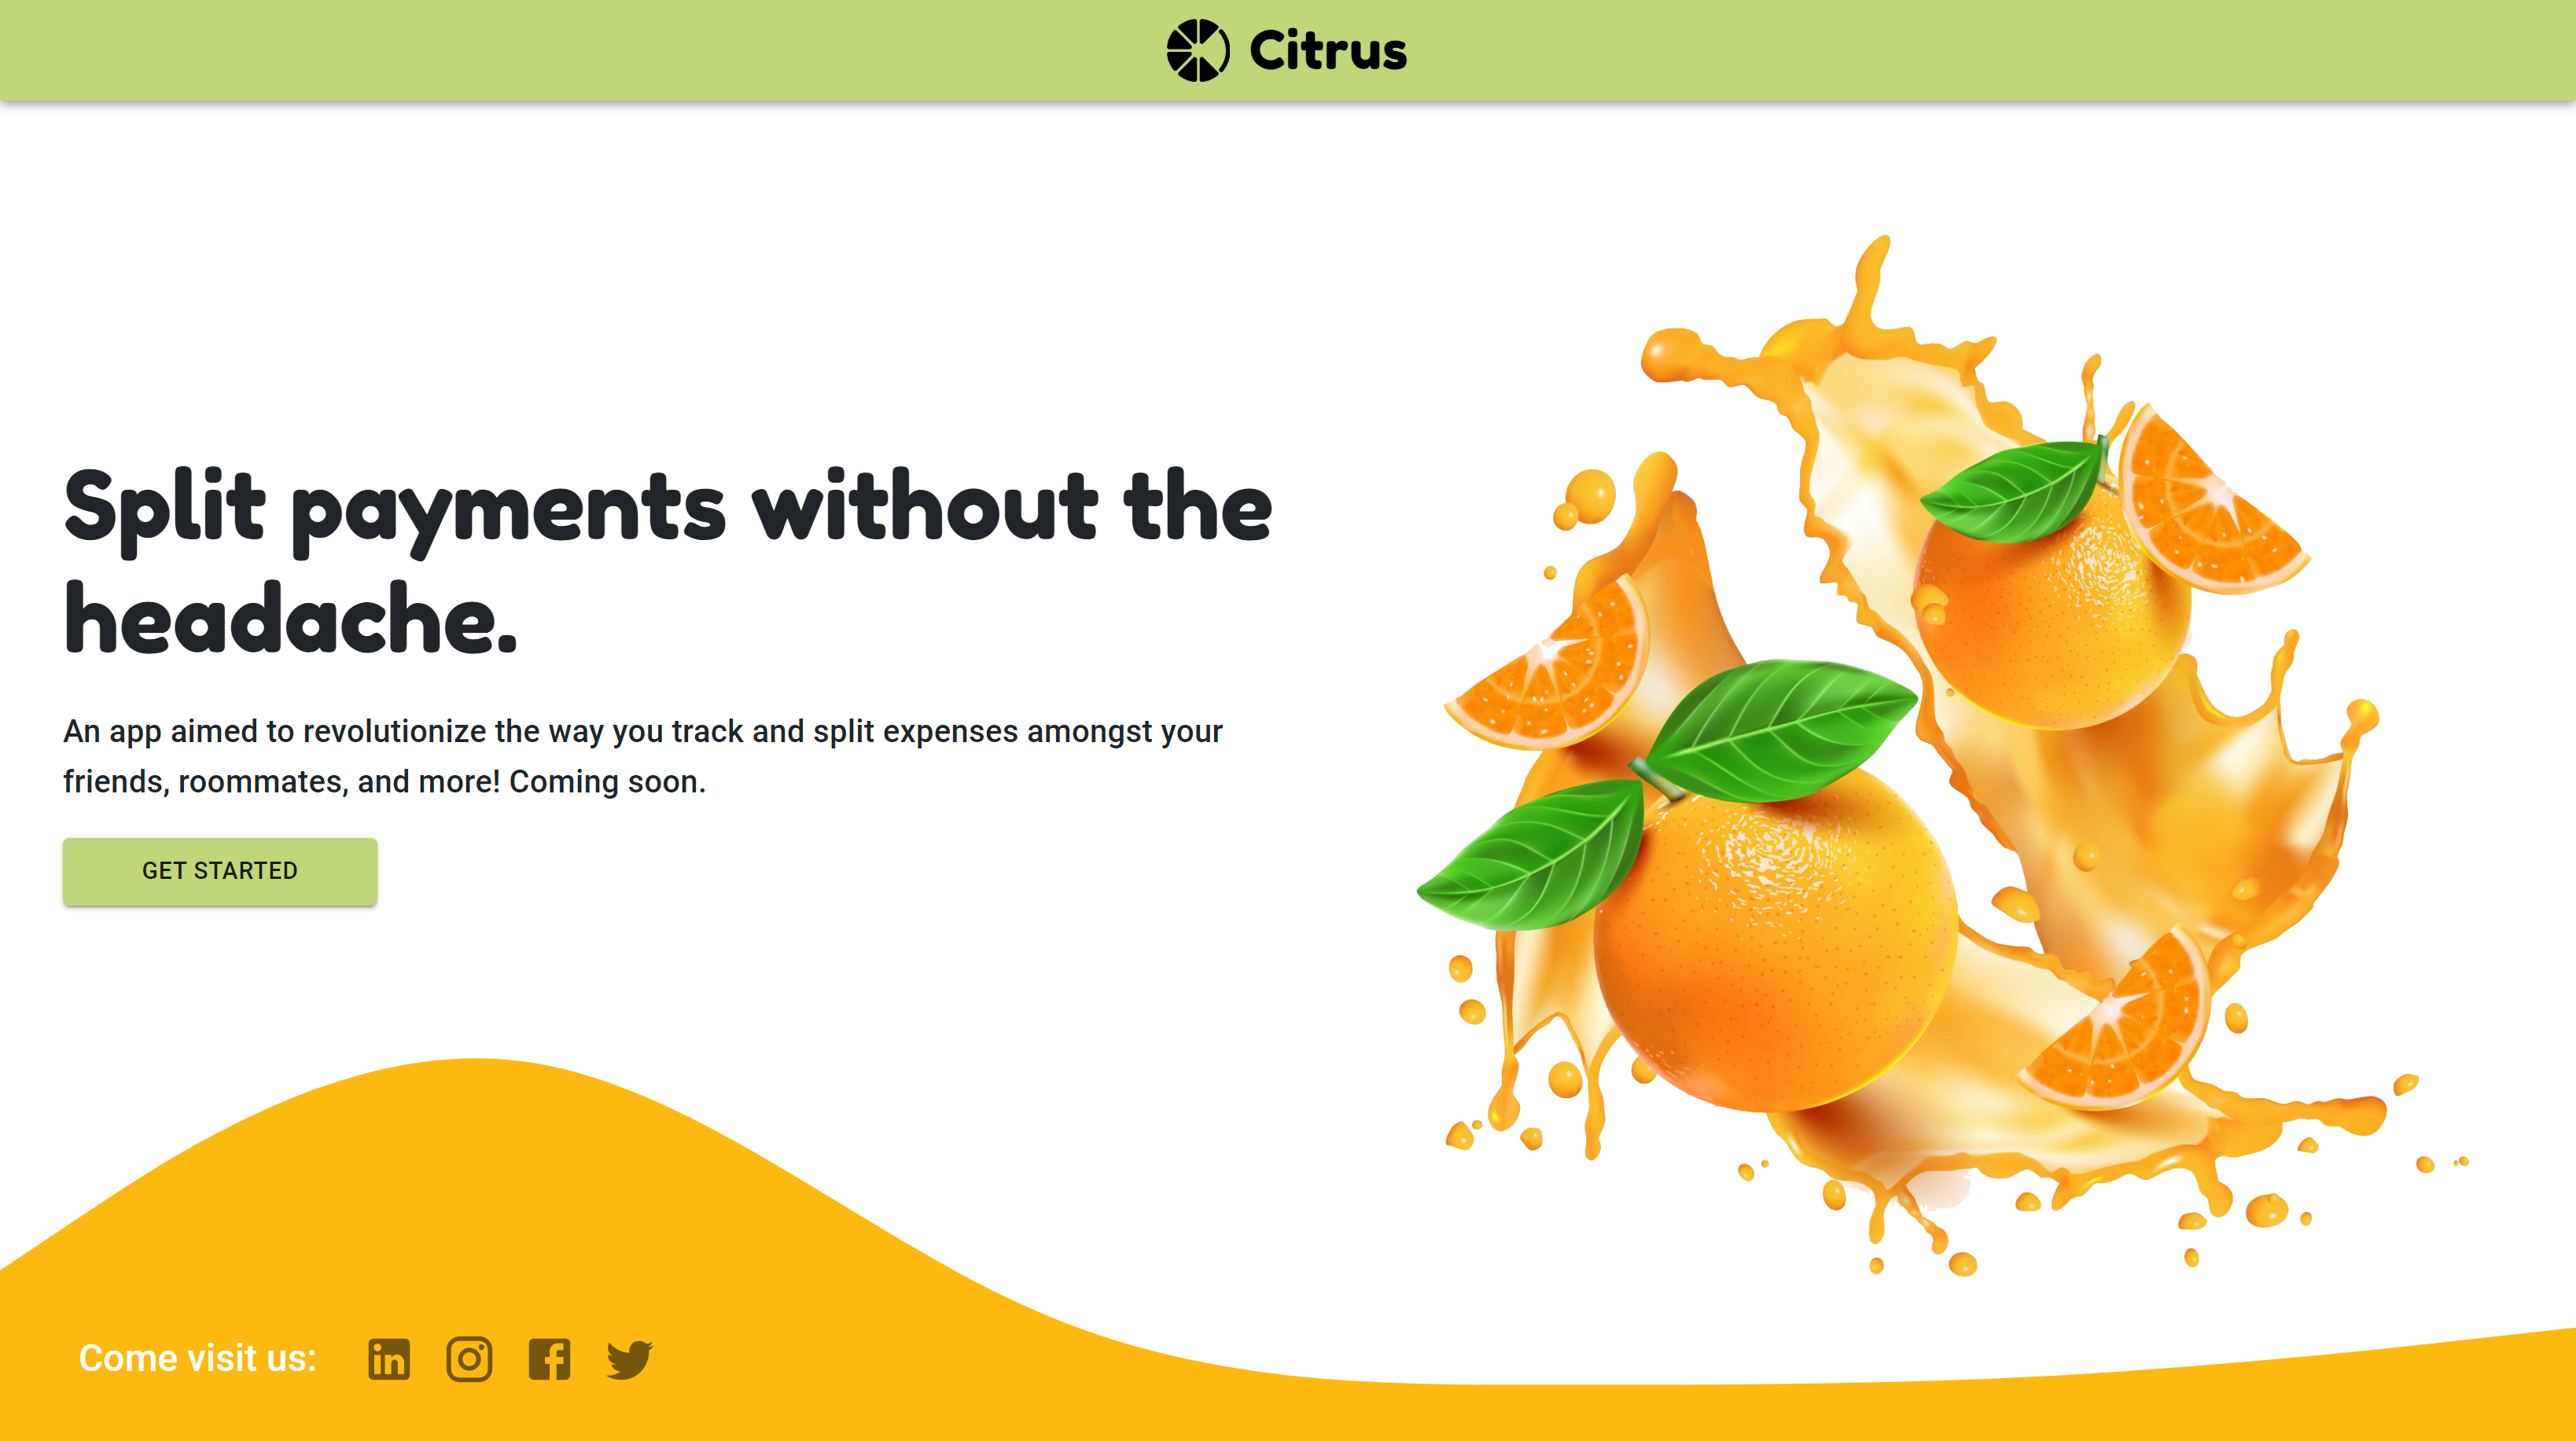 Citrus
Split payments without the
headache.
An app aimed to revolutionize the way you track and split expenses amongst your
friends, roommates, and more! Coming soon.
GET STARTED
Come visit us: